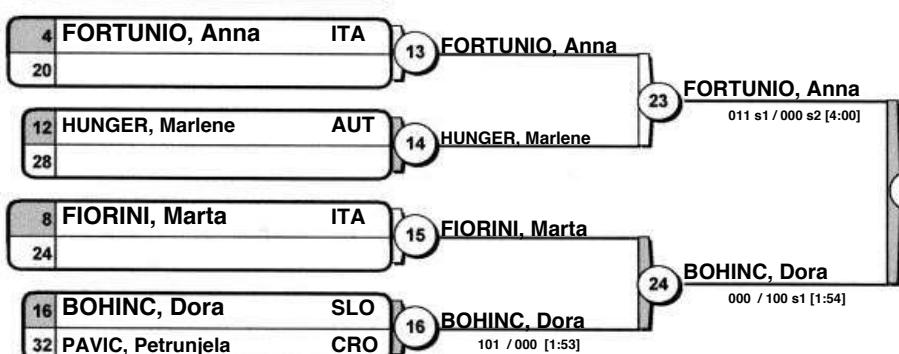 4 FORTUNIO, Anna ITA
20
13 FORTUNIO, Anna
12 HUNGER, Marlene AUT
28
14 HUNGER, Marlene
23 FORTUNIO, Anna
011 s1 / 000 s2 [4:00]
8 FIORINI, Marta ITA
24
15 FIORINI, Marta
16 BOHINC, Dora SLO
32 PAVIC, Petrunjela CRO
16 BOHINC, Dora
101 / 000 [1:53]
24 BOHINC, Dora
000 / 100 s1 [1:54]